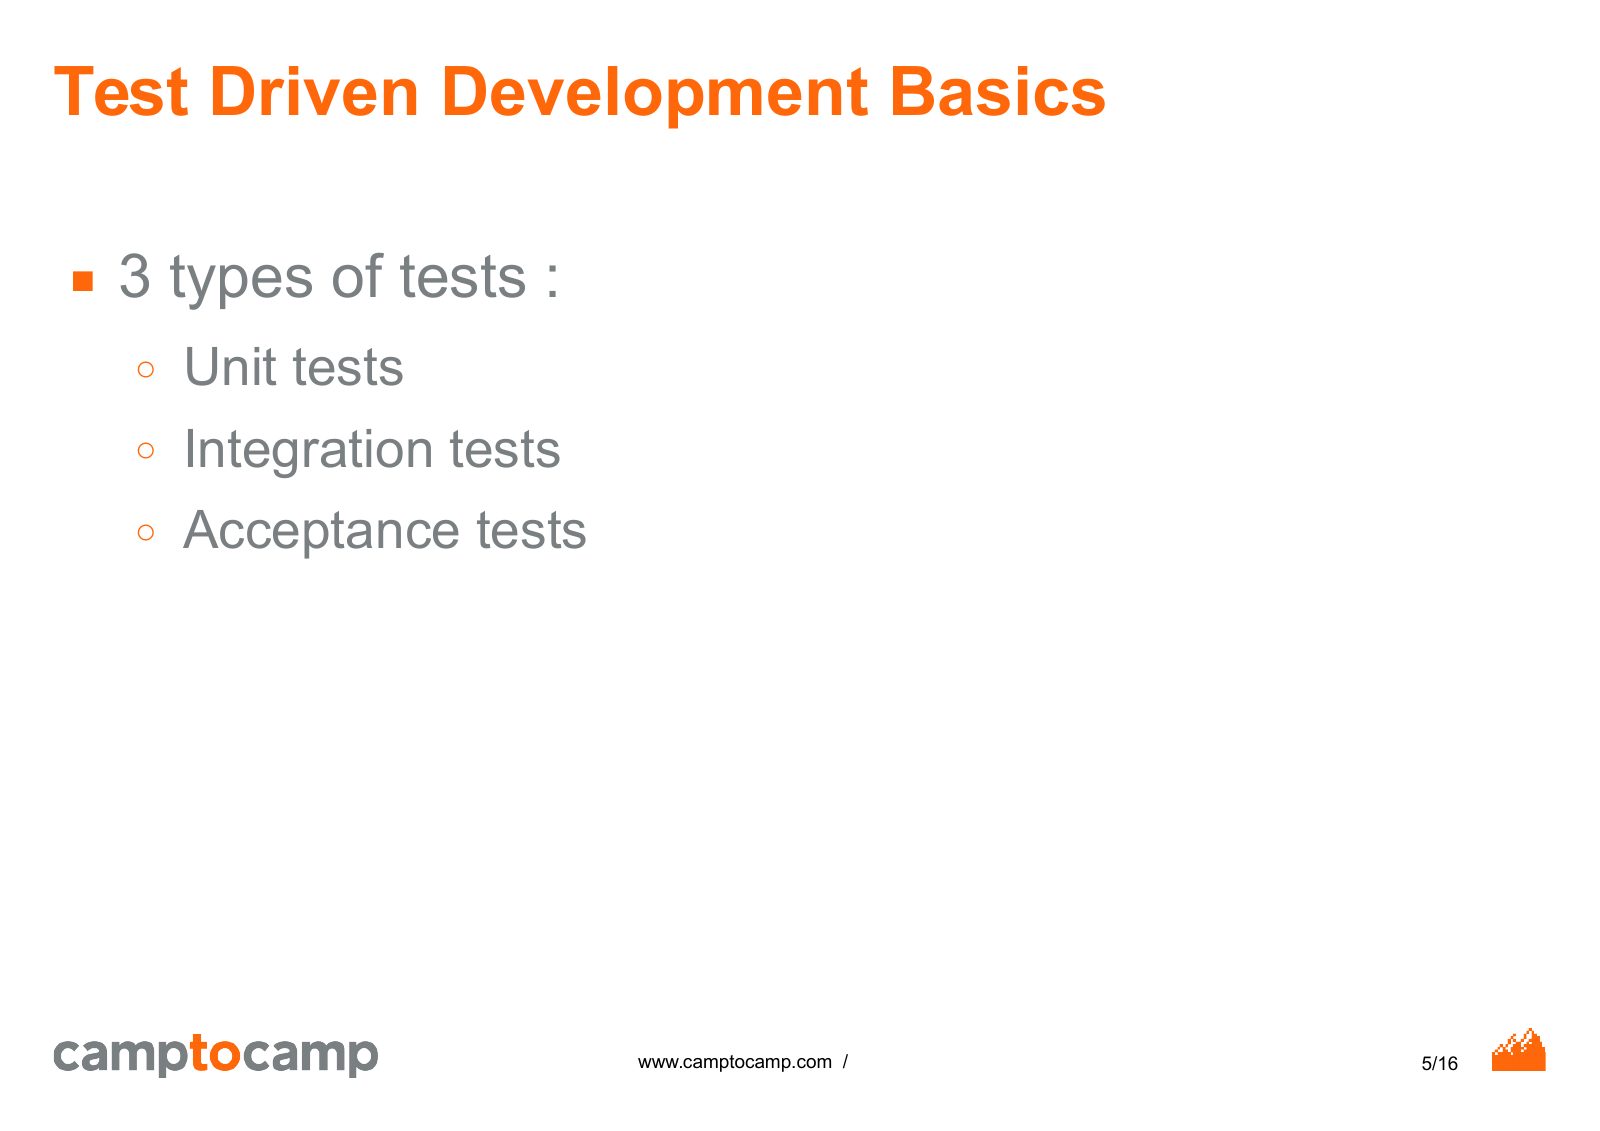 Test Driven Development Basics
3 types of tests :
Unit tests
Integration tests
Acceptance tests
camptocamp
www.camptocamp.com /
5/16